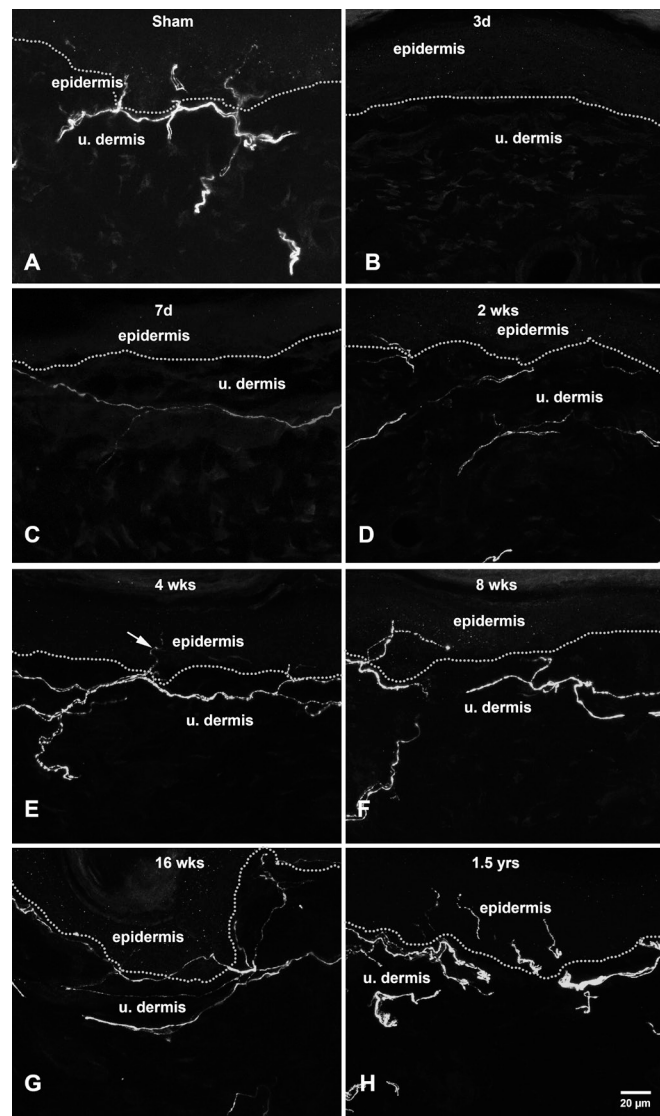 Sham
epidermis
u. dermis
A
3d
epidermis
u. dermis
B
7d
epidermis
u. dermis
C
2 wks
epidermis
u. dermis
D
4 wks
epidermis
u. dermis
E
8 wks
epidermis
u. dermis
F
16 wks
epidermis
u. dermis
G
1.5 yrs
epidermis
u. dermis
H
20 µm